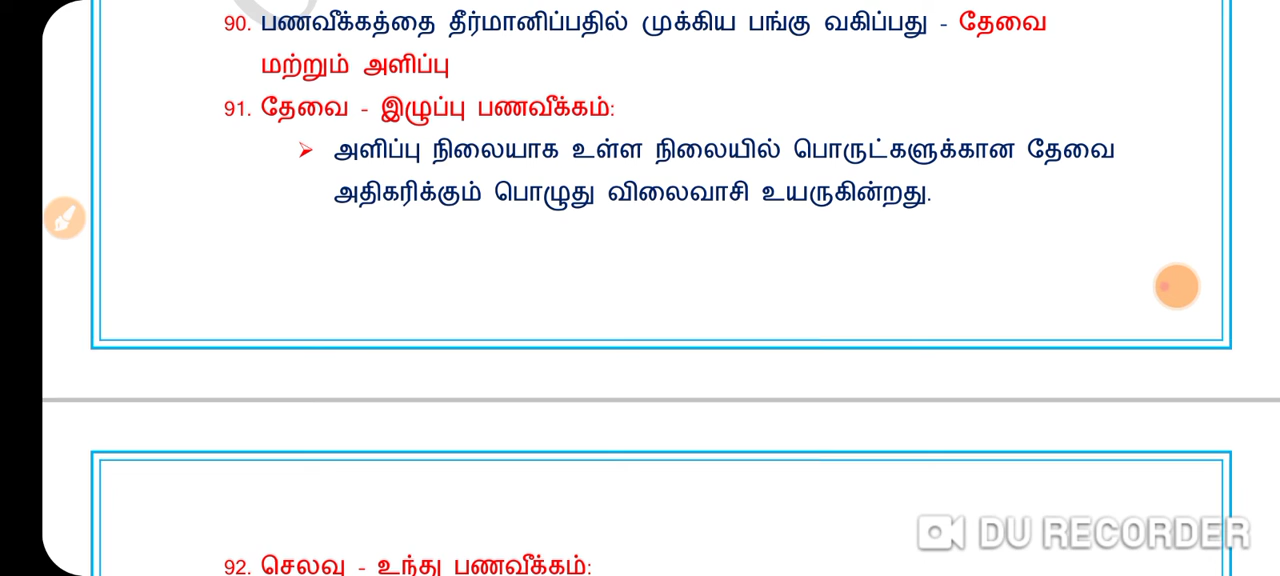 90. பணவீக்கத்தை தீர்மானிப்பதில் முக்கிய பங்கு வகிப்பது - தேவை
மற்றும் அளிப்பு
91. தேவை - இழுப்பு பணவீக்கம்:
➢ அளிப்பு நிலையாக உள்ள நிலையில் பொருட்களுக்கான தேவை
அதிகரிக்கும் பொழுது விலைவாசி உயருகின்றது.
DU RECORDER
92. செலவு - உந்து பணவீக்கம்: